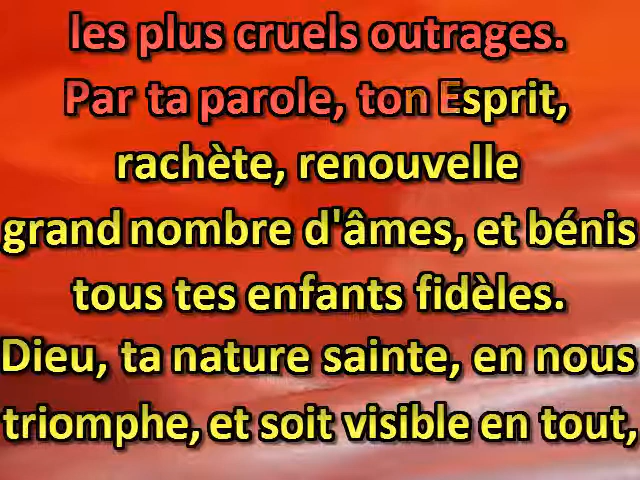 les plus cruels outrages.
Par ta parole, ton Esprit,
rachète, renouvelle
grand nombre d'âmes, et bénis
tous tes enfants fidèles.
Dieu, ta nature sainte, en nous
triomphe, et soit visible en tout,